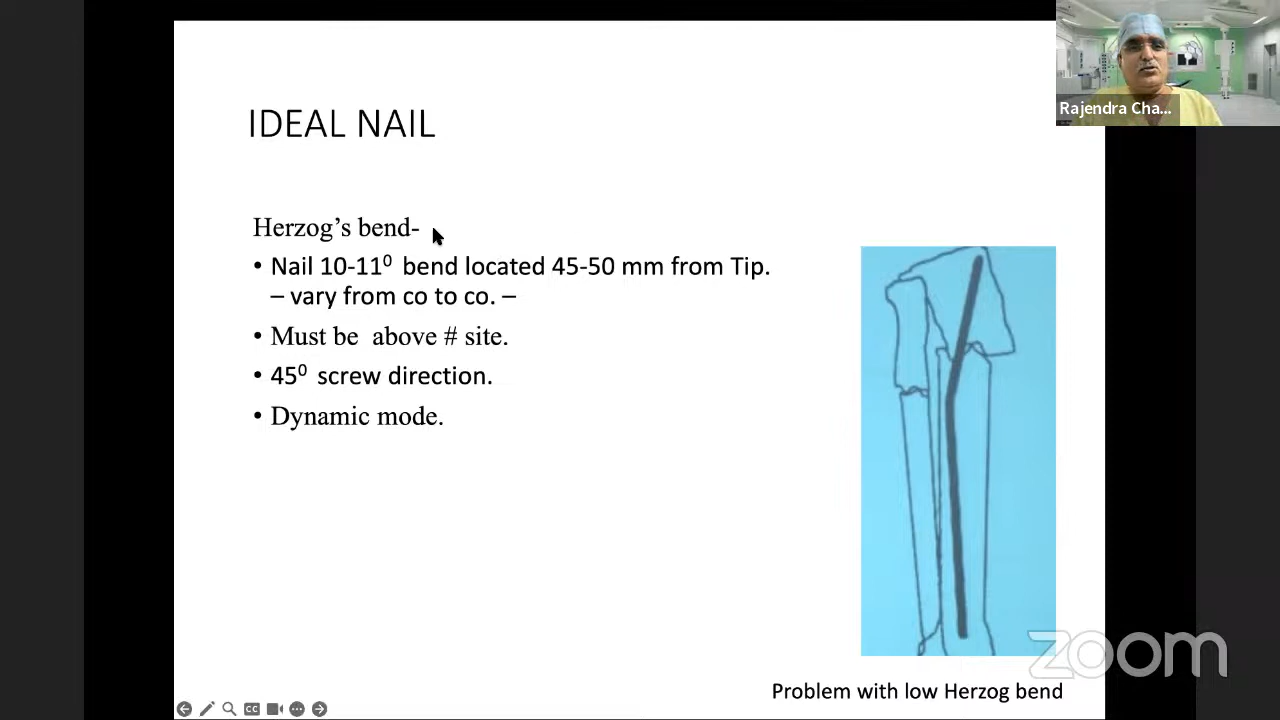 Rajendra Cha...
IDEAL NAIL
Herzog's bend-
• Nail 10-11⁰ bend located 45-50 mm from Tip.
– vary from co to co. –
• Must be above # site.
• 45⁰ screw direction.
• Dynamic mode.
zoom
Problem with low Herzog bend
CC